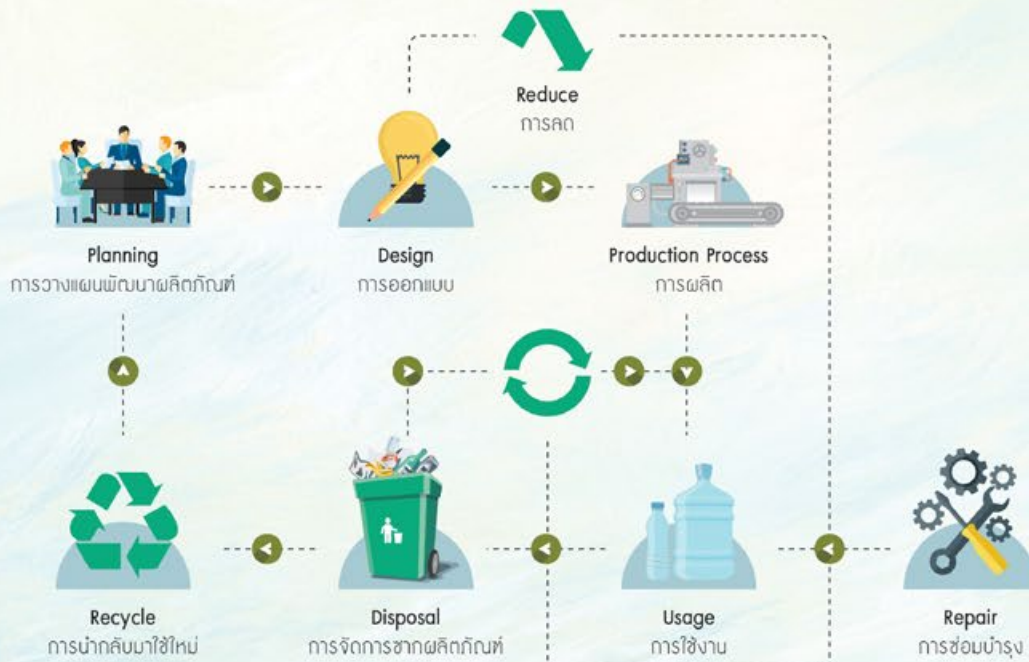 Reduce
การลด
Planning
การวางแผนพัฒนาผลิตภัณฑ์
Design
การออกแบบ
Production Process
การผลิต
Recycle
การนำกลับมาใช้ใหม่
Disposal
การจัดการซากผลิตภัณฑ์
Usage
การใช้งาน
Repair
การซ่อมบำรุง